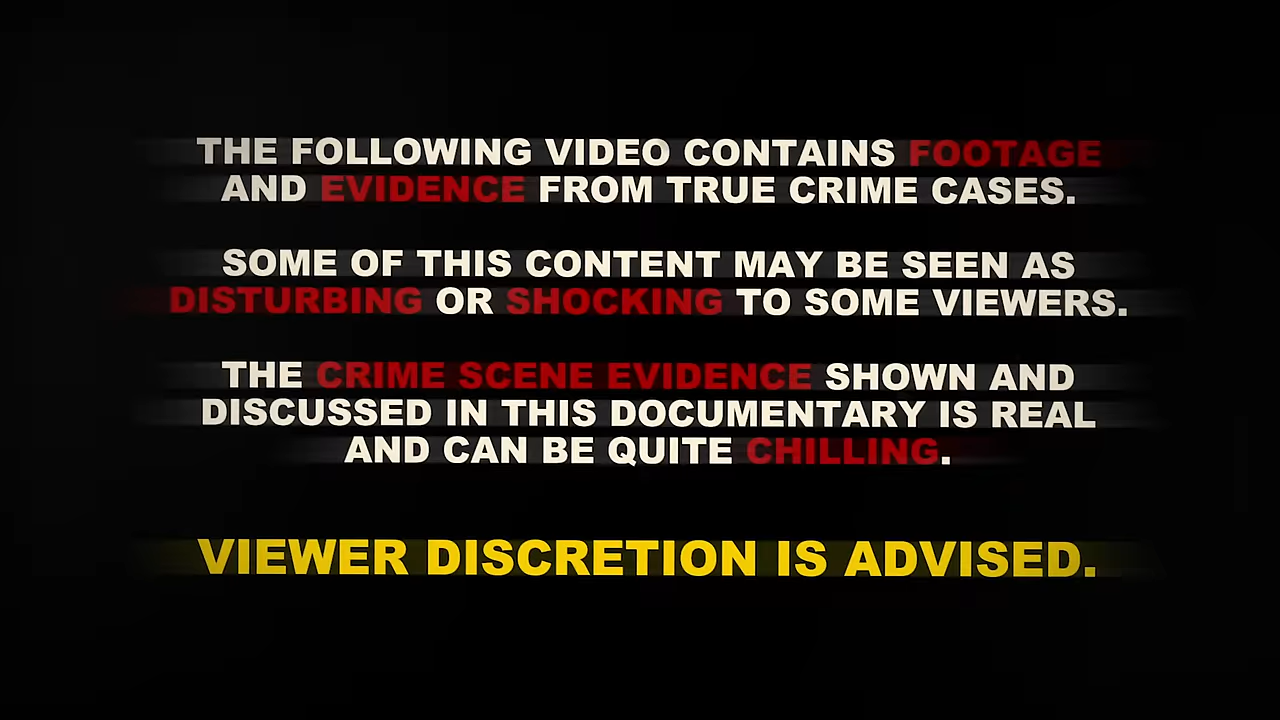 THE FOLLOWING VIDEO CONTAINS FOOTAGE
AND EVIDENCE FROM TRUE CRIME CASES.
SOME OF THIS CONTENT MAY BE SEEN AS
DISTURBING OR SHOCKING TO SOME VIEWERS.
THE CRIME SCENE EVIDENCE SHOWN AND
DISCUSSED IN THIS DOCUMENTARY IS REAL
AND CAN BE QUITE CHILLING.
VIEWER DISCRETION IS ADVISED.